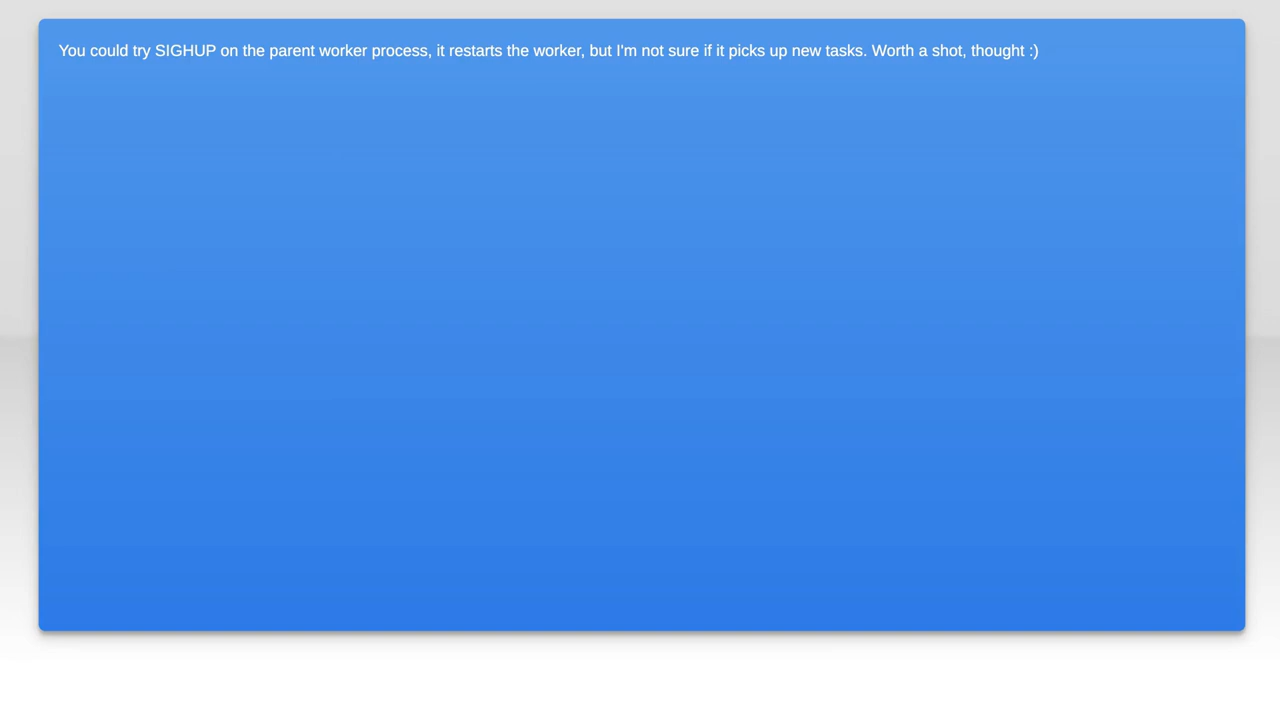 You could try SIGHUP on the parent worker process, it restarts the worker, but I'm not sure if it picks up new tasks. Worth a shot, thought :)